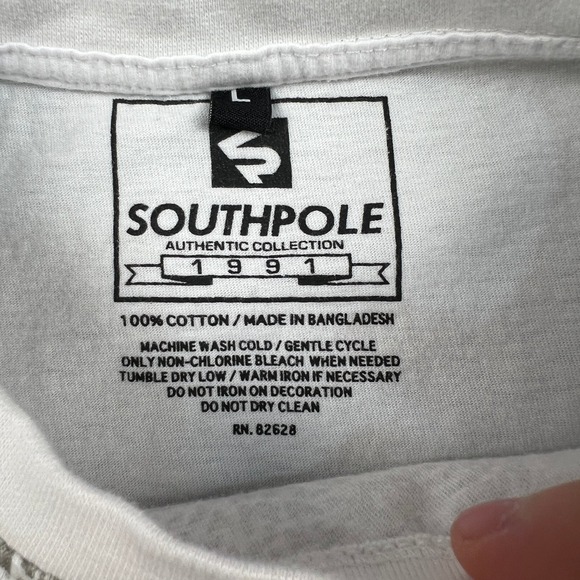 L
SOUTHPOLE
AUTHENTIC COLLECTION
1991
100% COTTON / MADE IN BANGLADESH
MACHINE WASH COLD / GENTLE CYCLE
ONLY NON-CHLORINE BLEACH WHEN NEEDED
TUMBLE DRY LOW / WARM IRON IF NECESSARY
DO NOT IRON ON DECORATION
DO NOT DRY CLEAN
RN. 82628